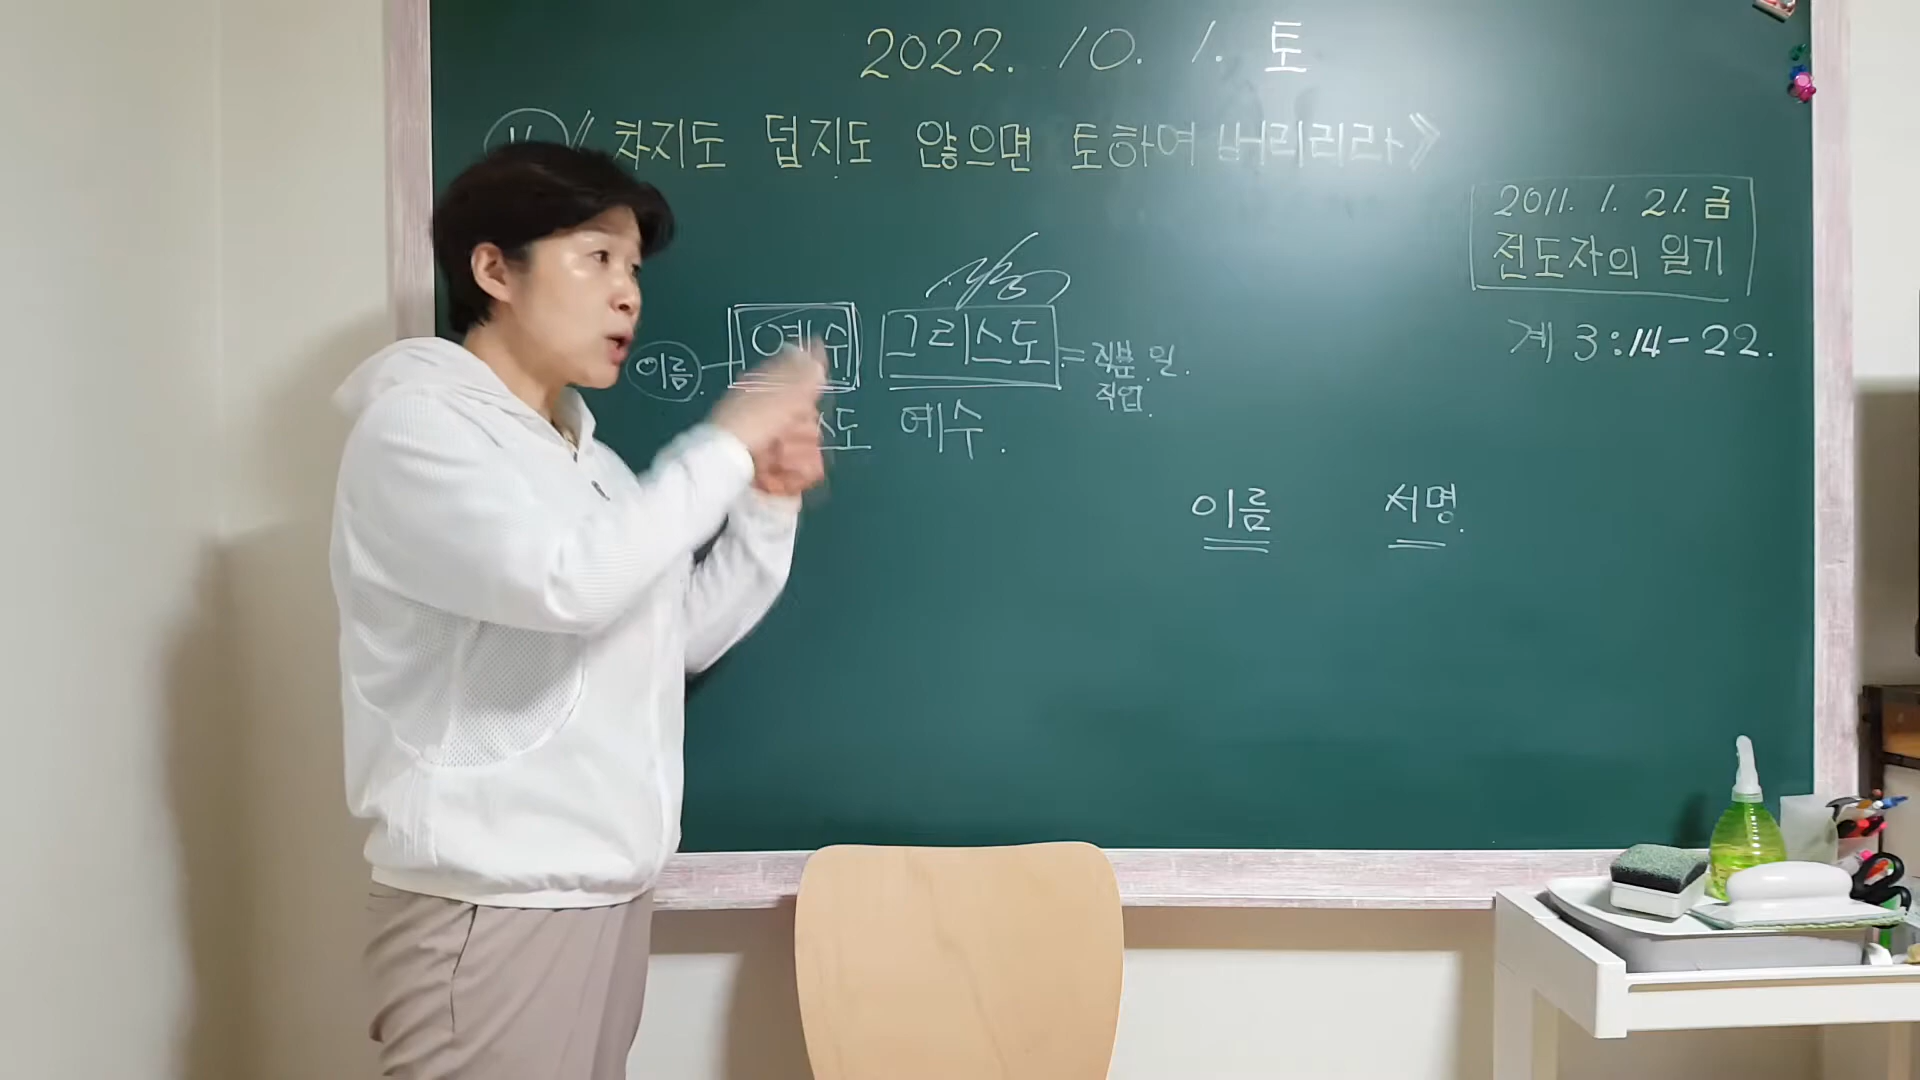 2022. 10. 1. 토
《차지도 덥지도 않으면 토하여 버리리라》
2011. 1. 21. 금
전도자의 일기
계 3:14-22.
이름 예수 그리스도 = 직분. 일.
직업.
스도 예수.
이름 서명.